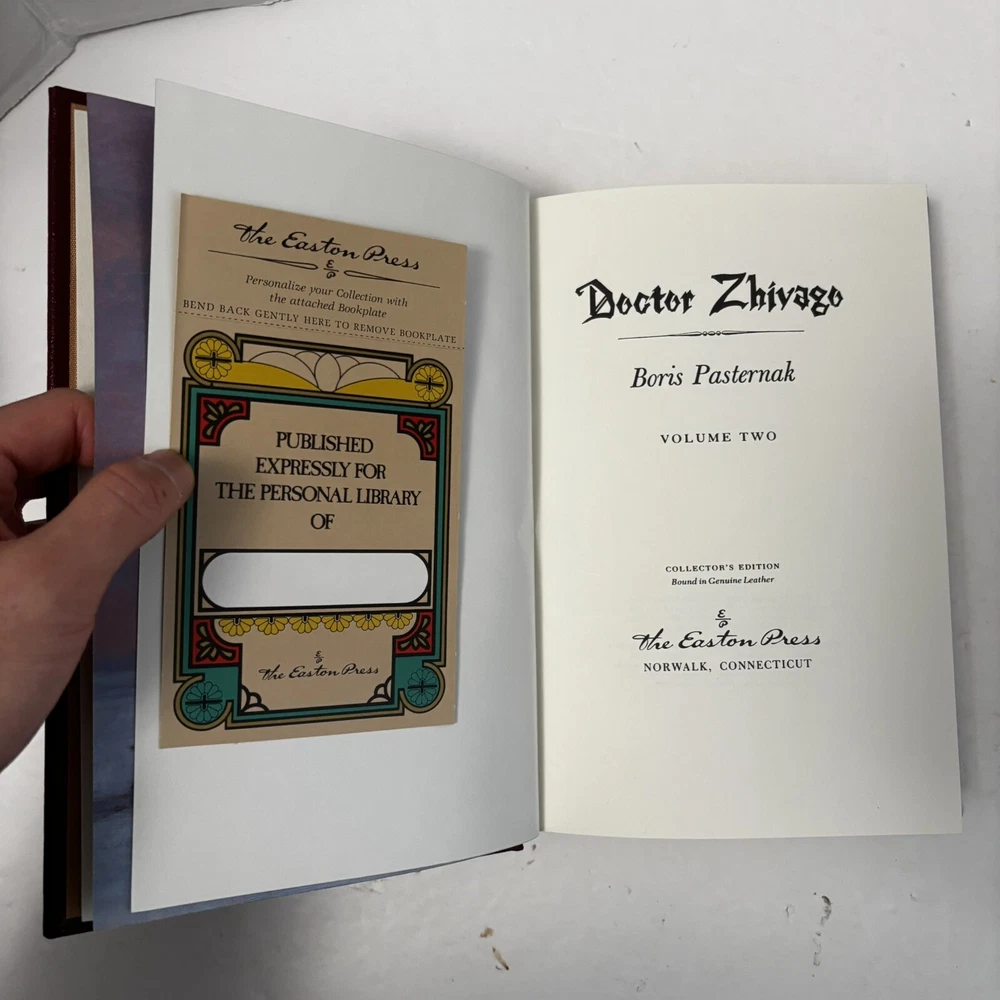 The Easton Press
E
P
Personalize your Collection with
the attached Bookplate
BEND BACK GENTLY HERE TO REMOVE BOOKPLATE
PUBLISHED
EXPRESSLY FOR
THE PERSONAL LIBRARY
OF
E
P
The Easton Press
Doctor Zhivago
Boris Pasternak
VOLUME TWO
COLLECTOR'S EDITION
Bound in Genuine Leather
E
P
The Easton Press
NORWALK, CONNECTICUT